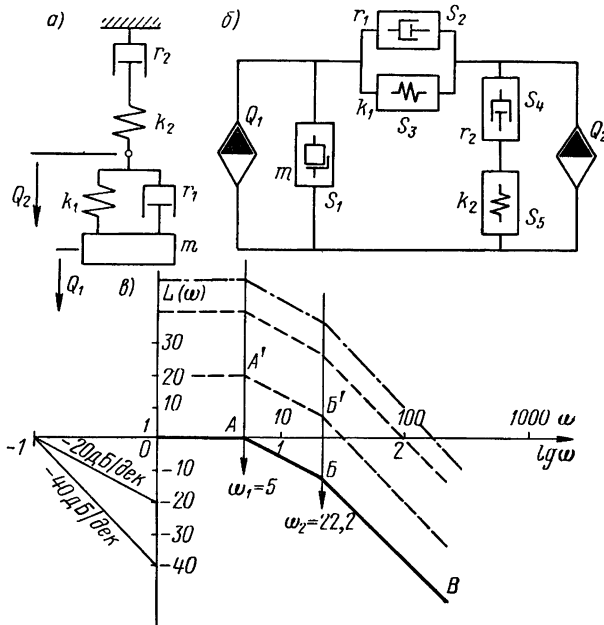 а)
r₂
k₂
Q₂
k₁
r₁
m
Q₁
б)
r₁
S₂
k₁
S₃
Q₁
m
S₁
r₂
S₄
k₂
S₅
Q₂
в)
L(ω)
30
20
10
1
0
-10
-20
-30
-40
-1
-20дБ/дек
-40дБ/дек
А'
Б'
А
Б
В
10
100
1000
ω
1
2
lgω
ω₁=5
ω₂=22,2